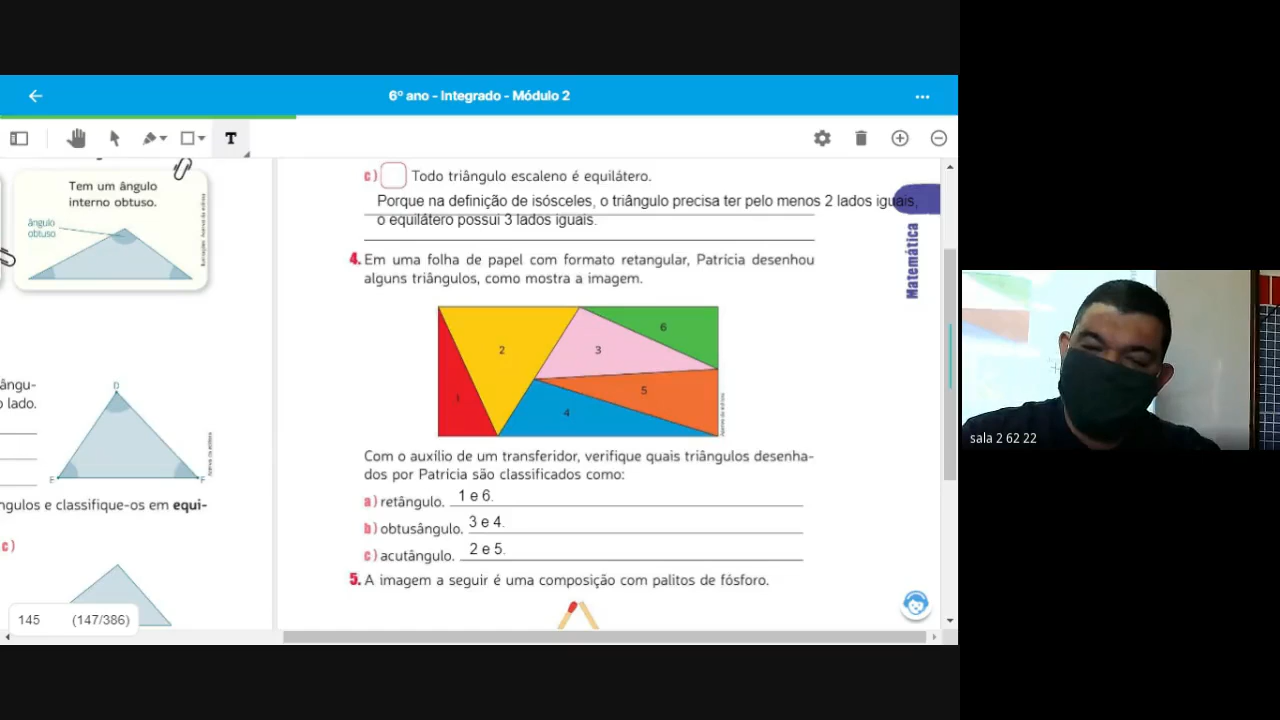 6º ano - Integrado - Módulo 2
T
Tem um ângulo
interno obtuso.
ângulo
obtuso
D
E
F
ângu-
o lado.
ngulos e classifique-os em equi-
c)
145 (147/386)
c) Todo triângulo escaleno é equilátero.
Porque na definição de isósceles, o triângulo precisa ter pelo menos 2 lados iguais,
o equilátero possui 3 lados iguais.
4. Em uma folha de papel com formato retangular, Patrícia desenhou
alguns triângulos, como mostra a imagem.
1
2
3
4
5
6
Com o auxílio de um transferidor, verifique quais triângulos desenha-
dos por Patrícia são classificados como:
a) retângulo. 1 e 6.
b) obtusângulo. 3 e 4.
c) acutângulo. 2 e 5.
5. A imagem a seguir é uma composição com palitos de fósforo.
Matemática
sala 2 62 22